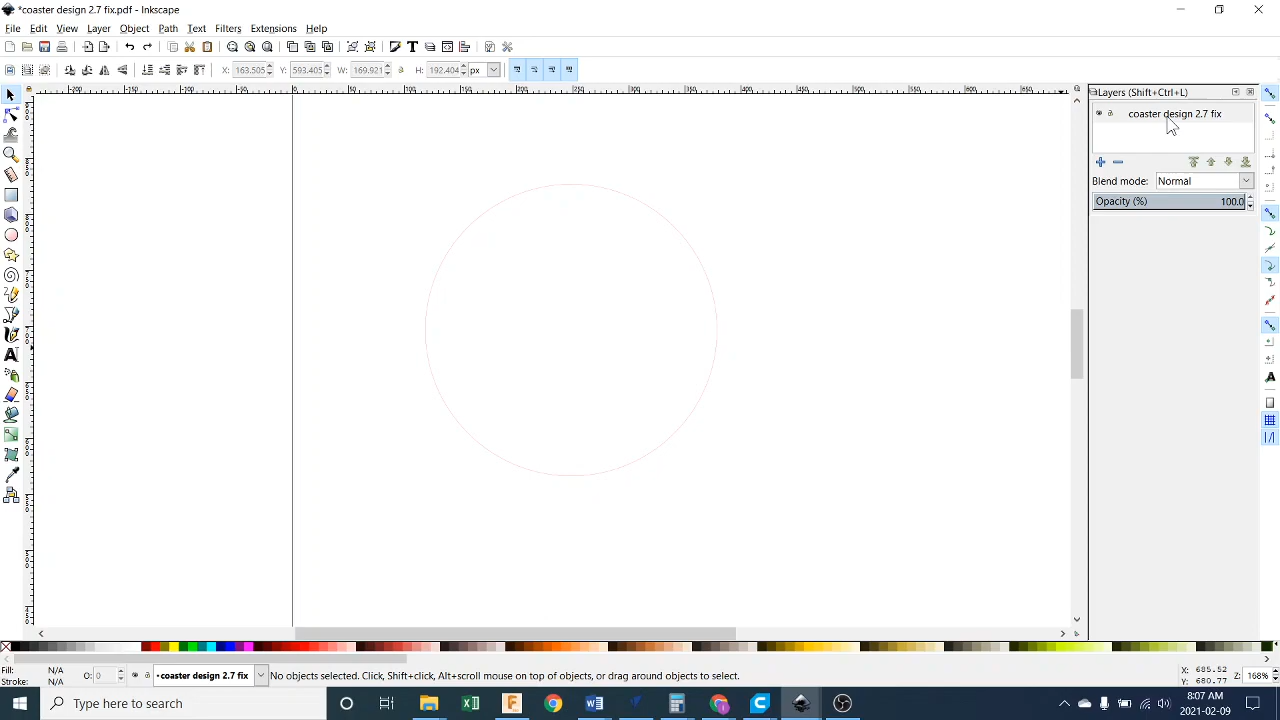 *coaster design 2.7 fix.pdf - Inkscape
File Edit View Layer Object Path Text Filters Extensions Help
X: 163.505 Y: 593.405 W: 169.921 H: 192.404 px
Layers (Shift+Ctrl+L)
coaster design 2.7 fix
Blend mode: Normal
Opacity (%) 100.0
Fill: N/A
Stroke: N/A
O: 0
•coaster design 2.7 fix
No objects selected. Click, Shift+click, Alt+scroll mouse on top of objects, or drag around objects to select.
X: 685.52
Y: 680.77
Z: 168%
Type here to search
8:07 AM
2021-02-09